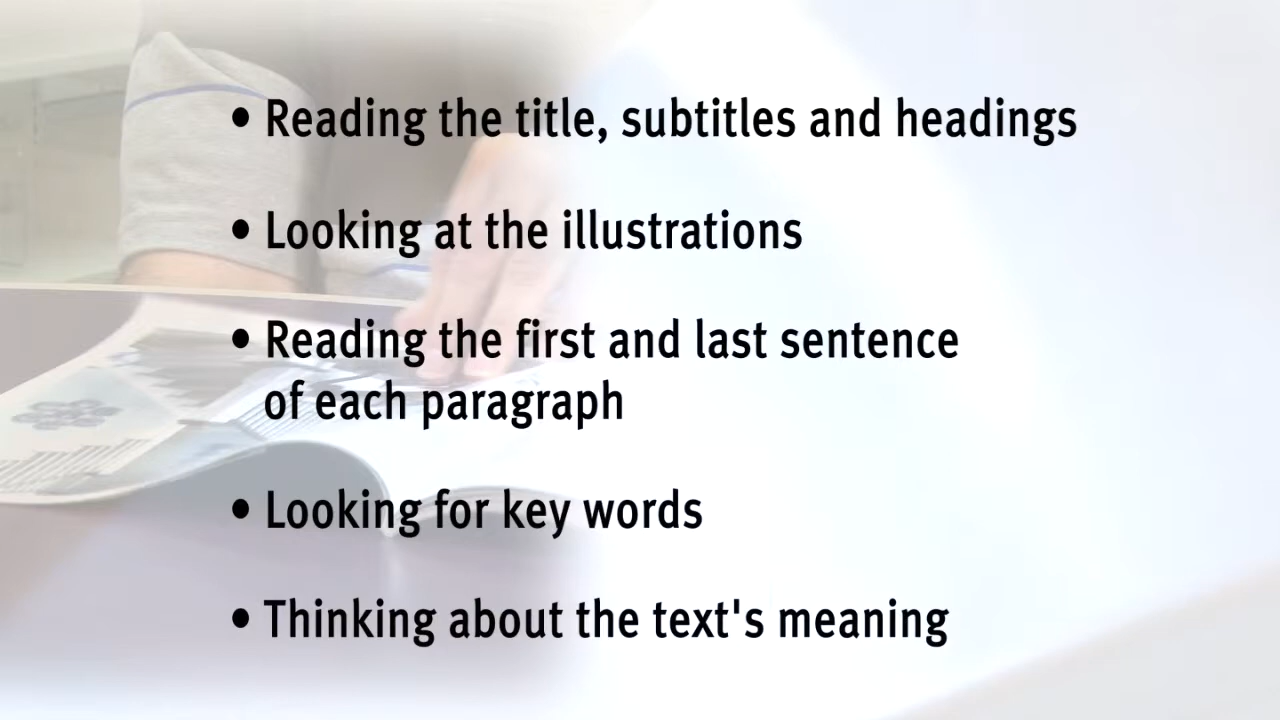 • Reading the title, subtitles and headings
• Looking at the illustrations
• Reading the first and last sentence
of each paragraph
• Looking for key words
• Thinking about the text's meaning